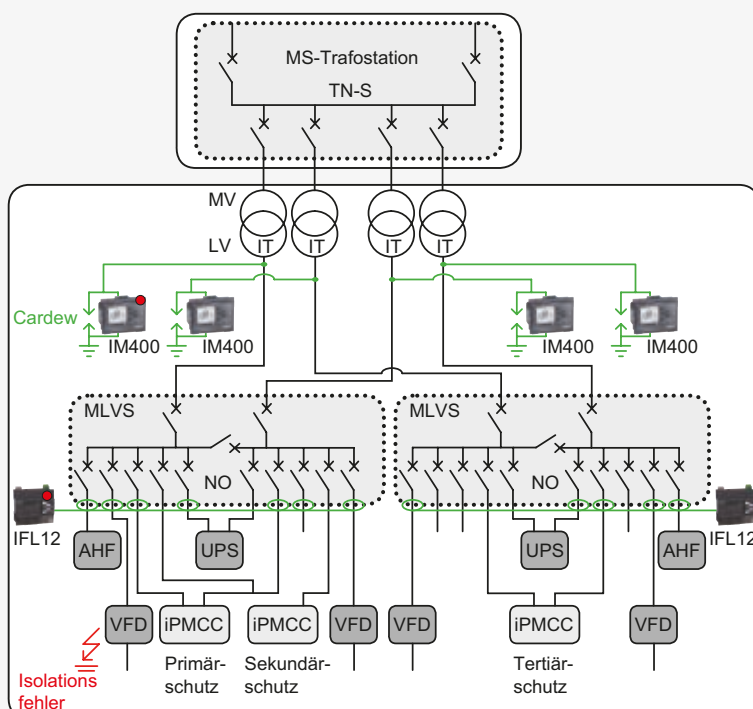 MS-Trafostation
TN-S
MV
LV
IT
IT
IT
IT
Cardew
IM400
IM400
IM400
IM400
MLVS
MLVS
NO
NO
IFL12
IFL12
AHF
UPS
UPS
AHF
VFD
iPMCC
iPMCC
VFD
VFD
iPMCC
VFD
Isolations
fehler
Primär-
schutz
Sekundär-
schutz
Tertiär-
schutz